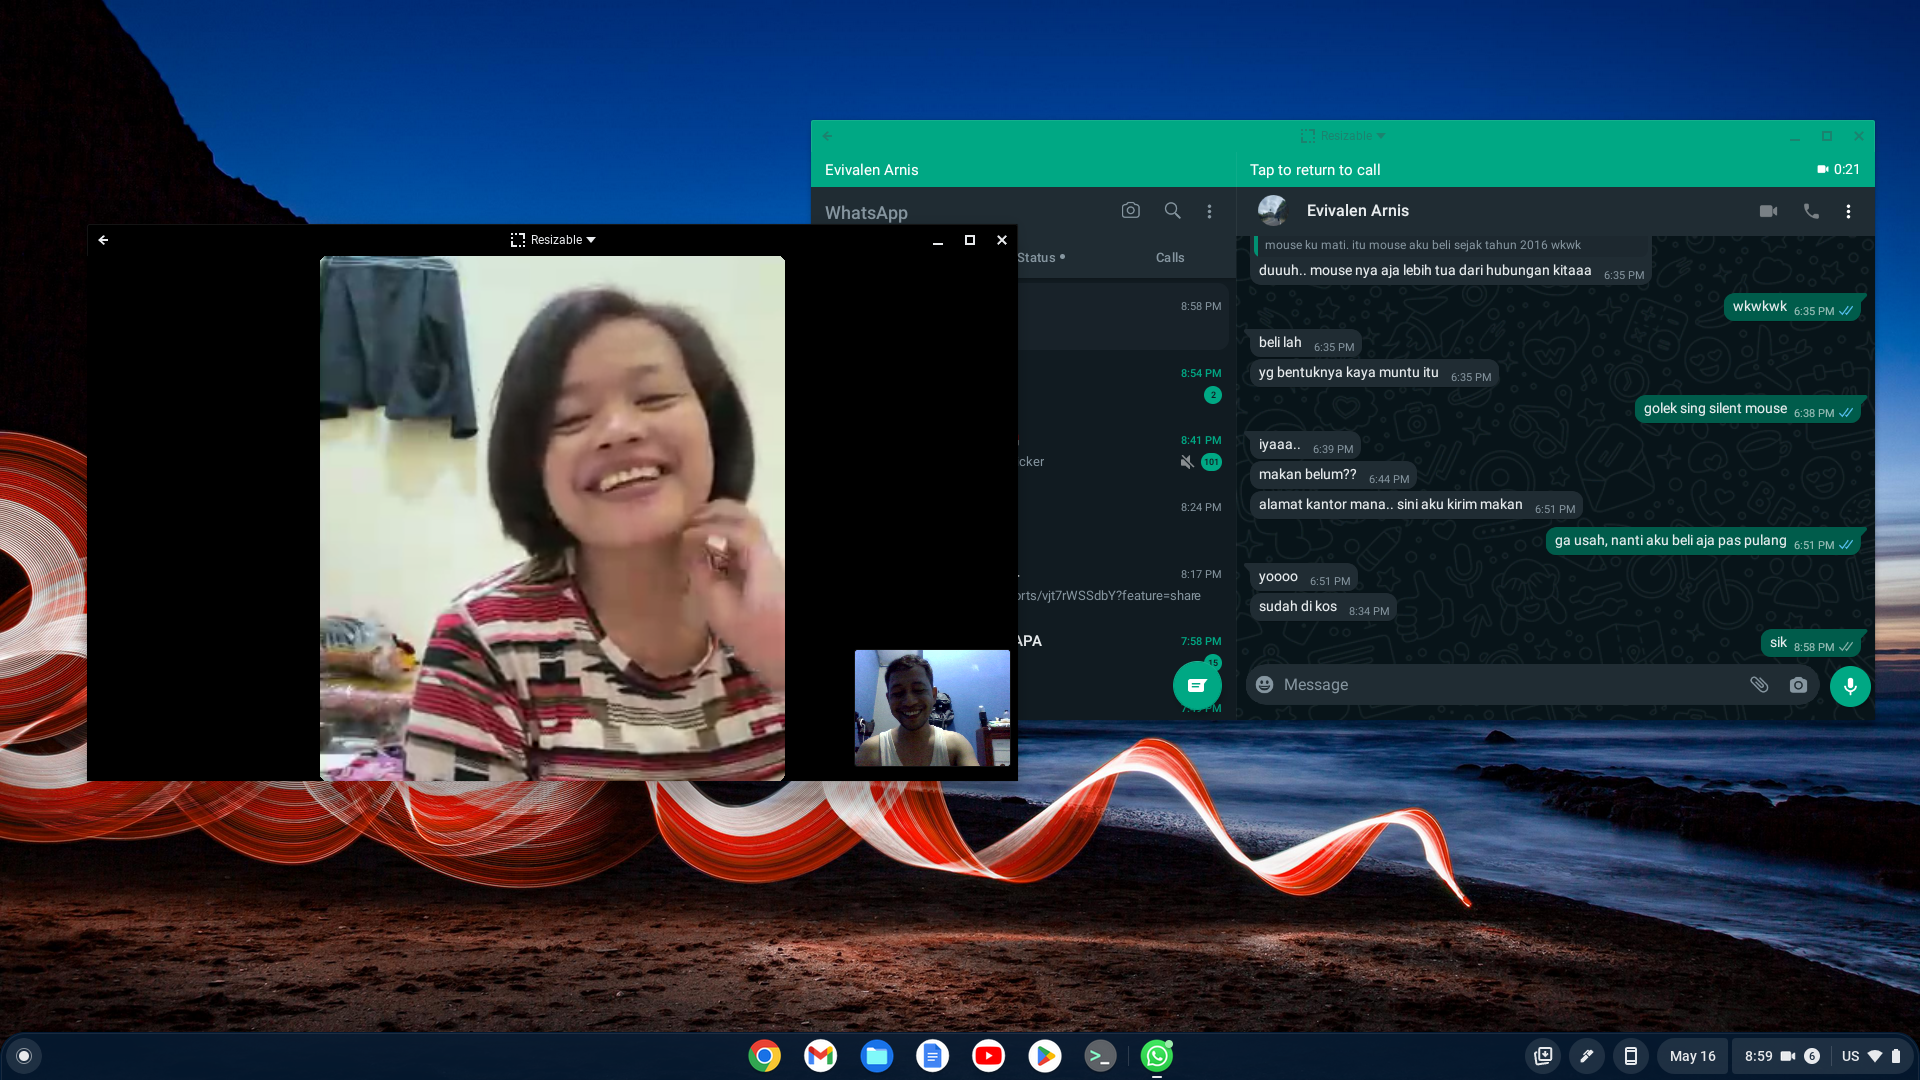 Resizable
Evivalen Arnis
Tap to return to call
0:21
WhatsApp
Evivalen Arnis
Resizable
Status
Calls
8:58 PM
8:54 PM
2
8:41 PM
cker
101
8:24 PM
8:17 PM
orts/vjt7rWSSdbY?feature=share
APA
7:58 PM
15
mouse ku mati. itu mouse aku beli sejak tahun 2016 wkwk
duuuh.. mouse nya aja lebih tua dari hubungan kitaaa 6:35 PM
wkwkwk 6:35 PM
beli lah 6:35 PM
yg bentuknya kaya muntu itu 6:35 PM
golek sing silent mouse 6:38 PM
iyaaa.. 6:39 PM
makan belum?? 6:44 PM
alamat kantor mana.. sini aku kirim makan 6:51 PM
ga usah, nanti aku beli aja pas pulang 6:51 PM
yoooo 6:51 PM
sudah di kos 8:34 PM
sik 8:58 PM
Message
May 16
8:59
6
US